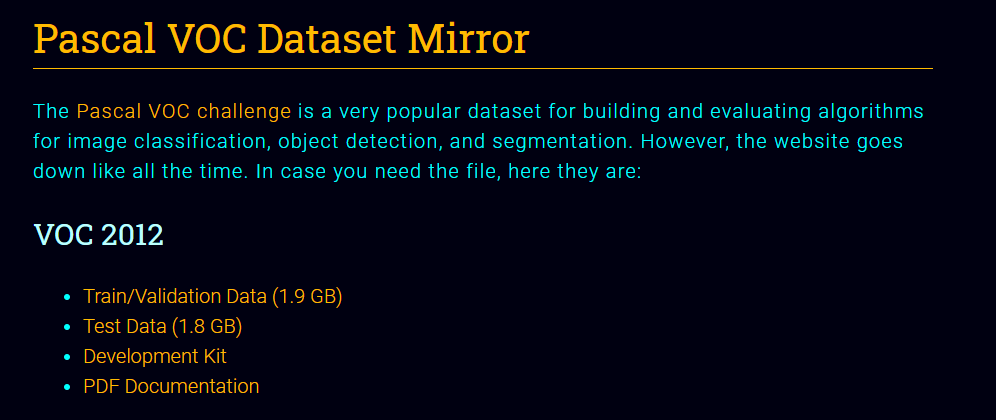 Pascal VOC Dataset Mirror
The Pascal VOC challenge is a very popular dataset for building and evaluating algorithms
for image classification, object detection, and segmentation. However, the website goes
down like all the time. In case you need the file, here they are:
VOC 2012
• Train/Validation Data (1.9 GB)
• Test Data (1.8 GB)
• Development Kit
• PDF Documentation